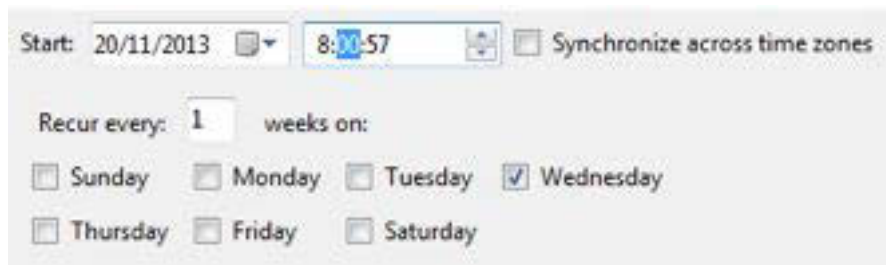 Start: 20/11/2013 8:00:57 Synchronize across time zones
Recur every: 1 weeks on:
Sunday Monday Tuesday Wednesday
Thursday Friday Saturday